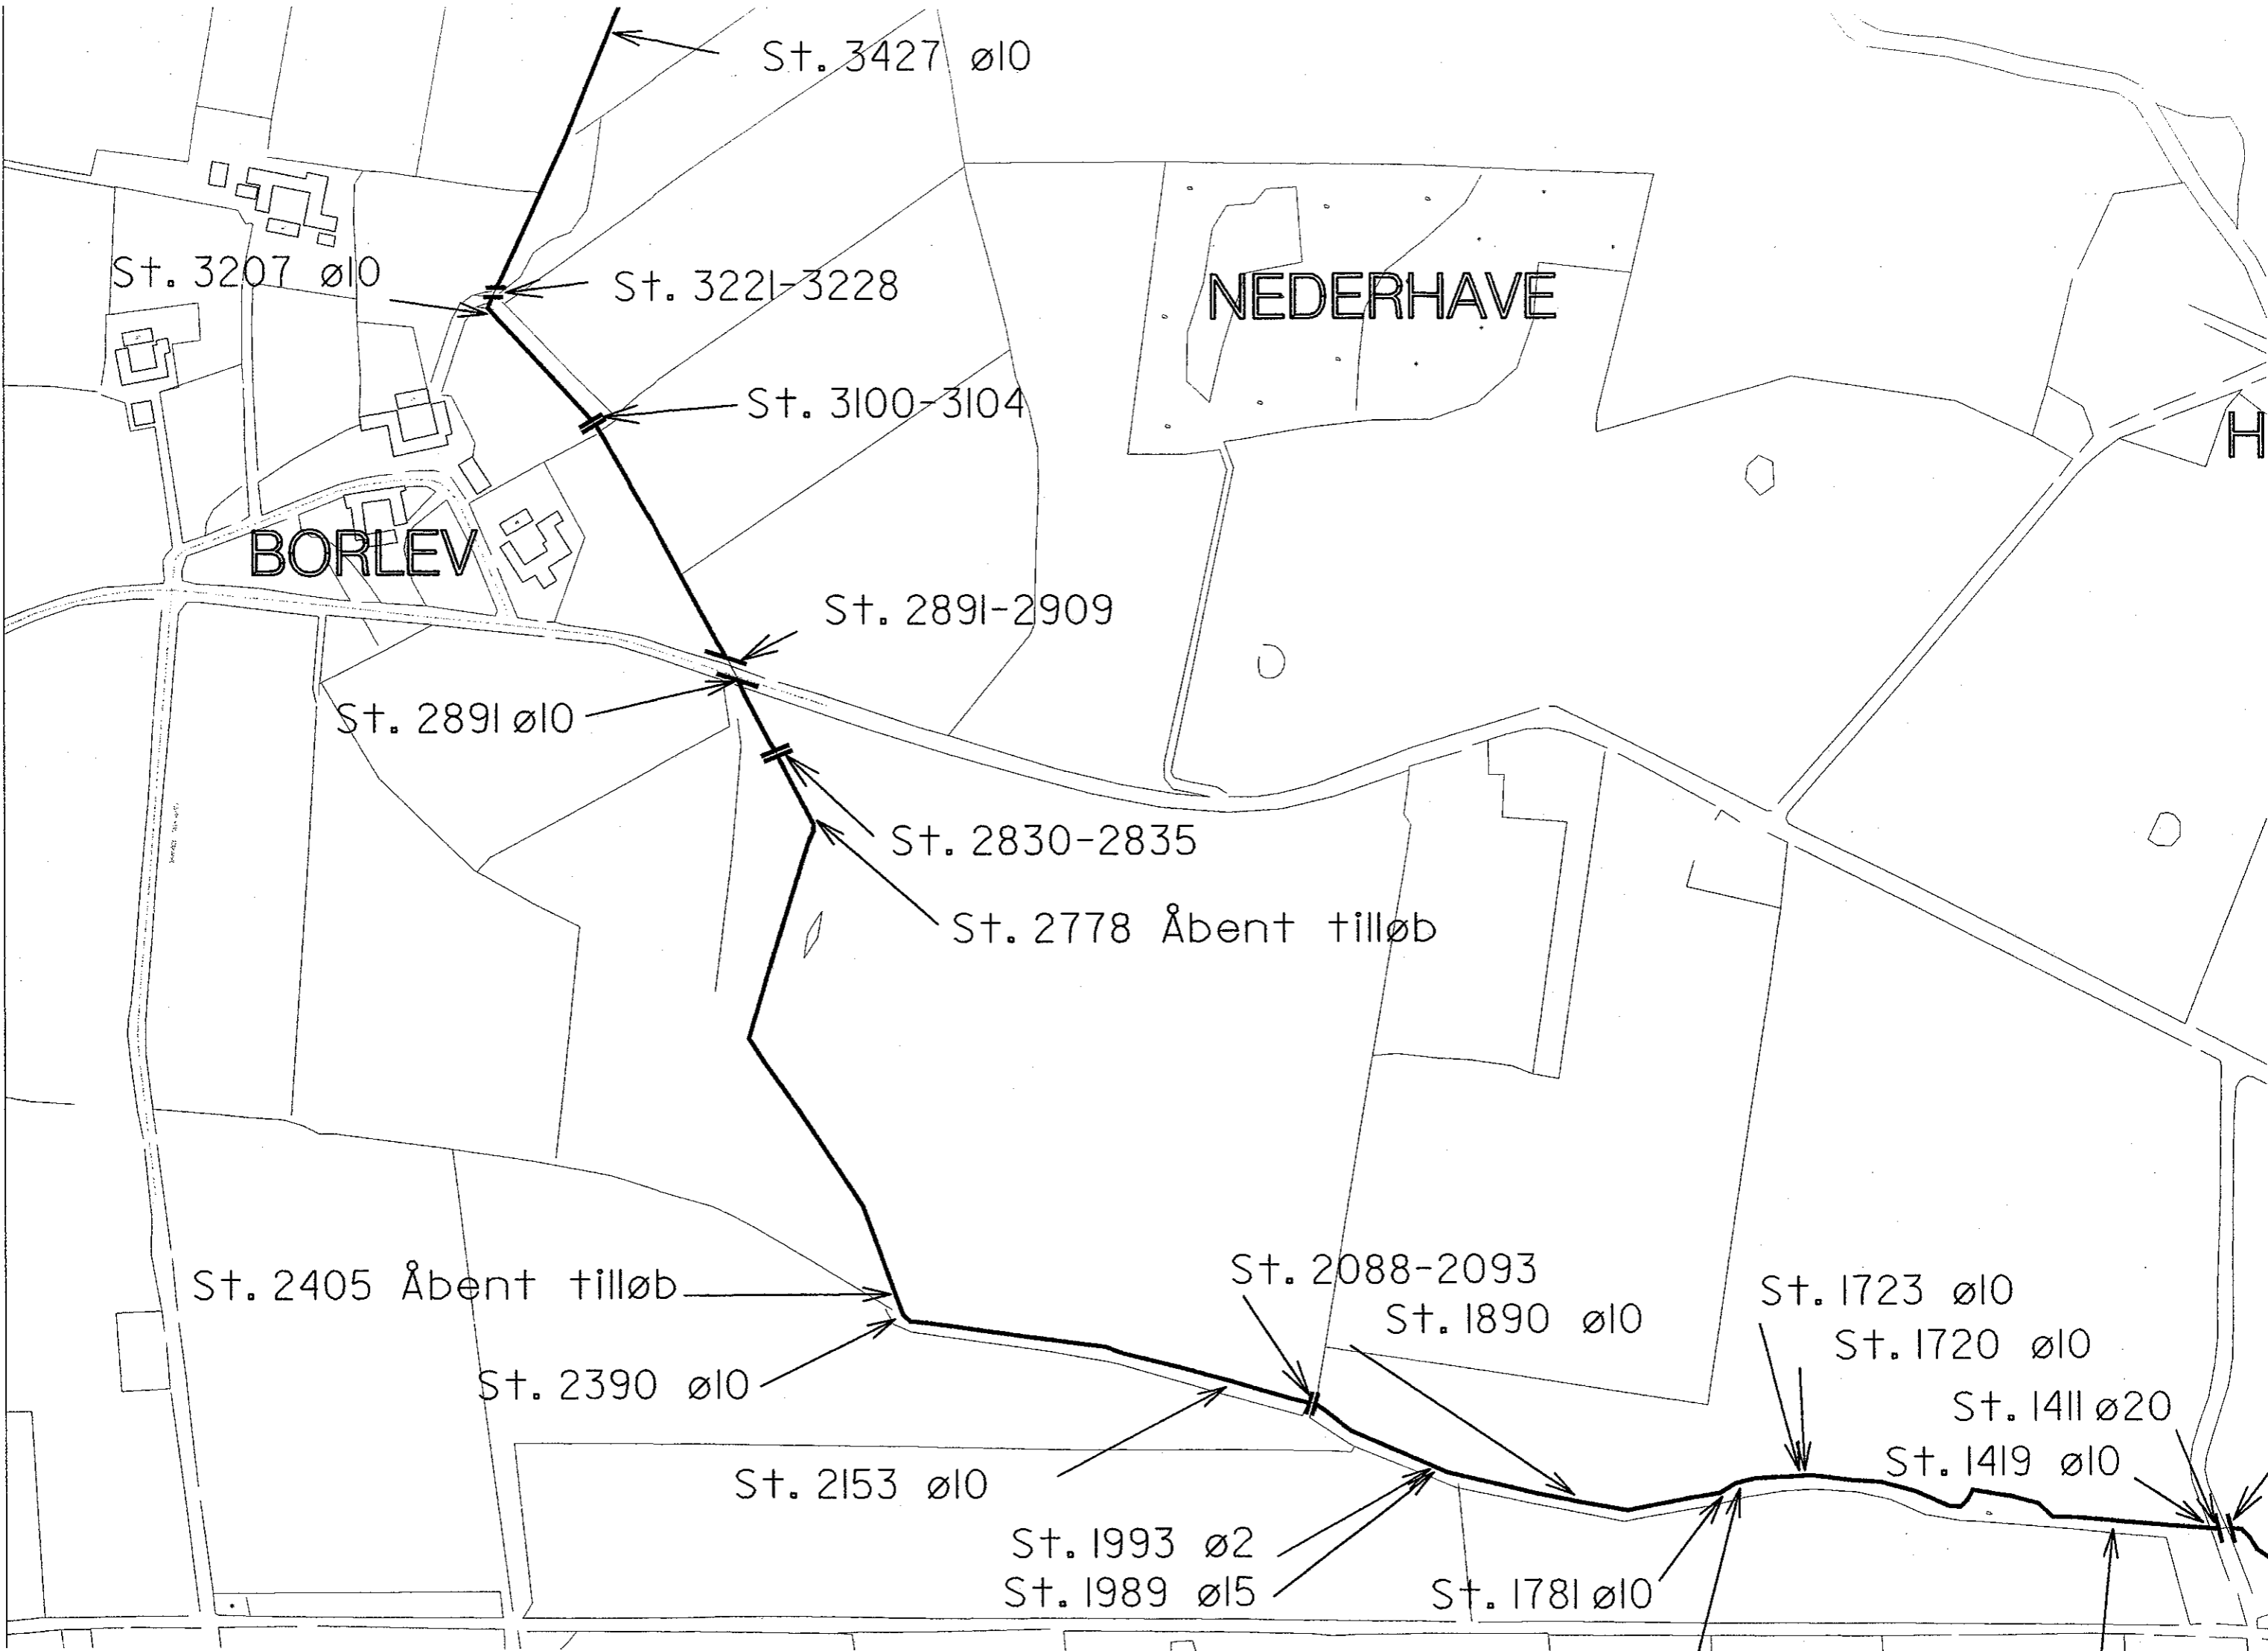 St. 3427 ø10
St. 3207 ø10
St. 3221-3228
NEDERHAVE
St. 3100-3104
H
BORLEV
St. 2891-2909
St. 2891 ø10
St. 2830-2835
St. 2778 Åbent tilløb
St. 2405 Åbent tilløb
St. 2088-2093
St. 1890 ø10
St. 1723 ø10
St. 1720 ø10
St. 2390 ø10
St. 1411 ø20
St. 1419 ø10
St. 2153 ø10
St. 1993 ø2
St. 1989 ø15
St. 1781 ø10